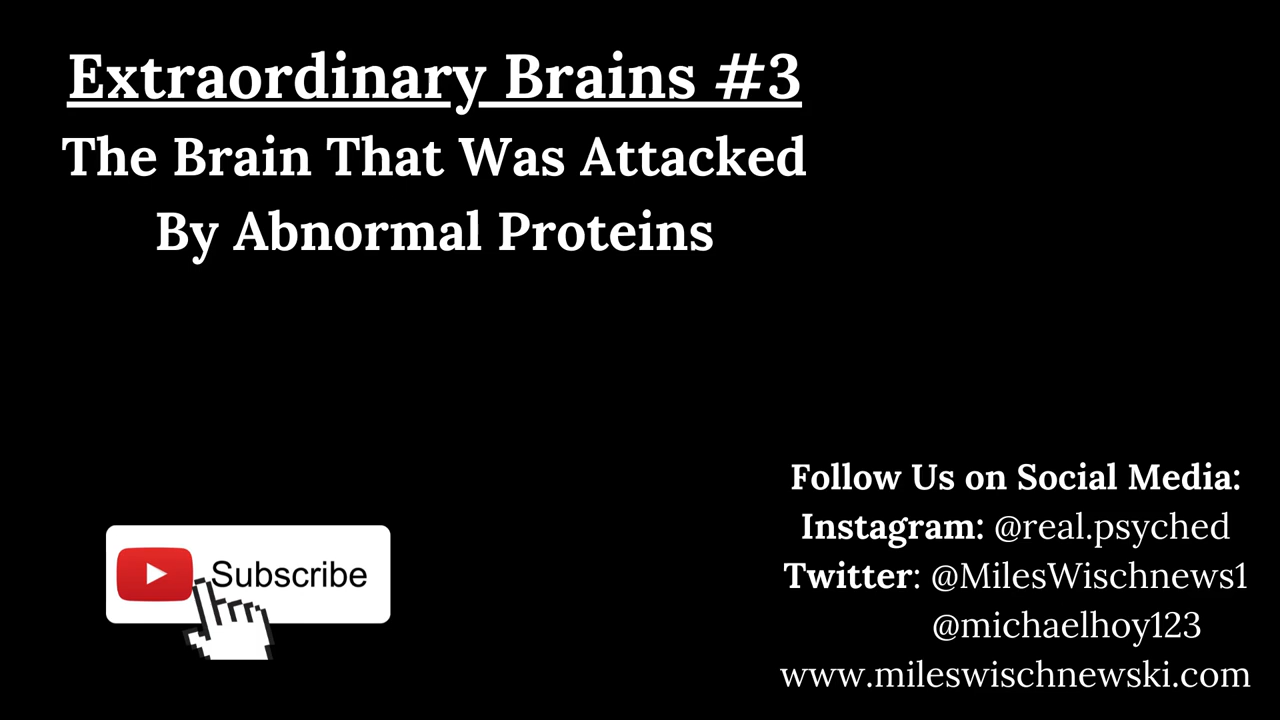 Extraordinary Brains #3
The Brain That Was Attacked
By Abnormal Proteins
Subscribe
Follow Us on Social Media:
Instagram: @real.psyched
Twitter: @MilesWischnews1
@michaelhoy123
www.mileswischnewski.com